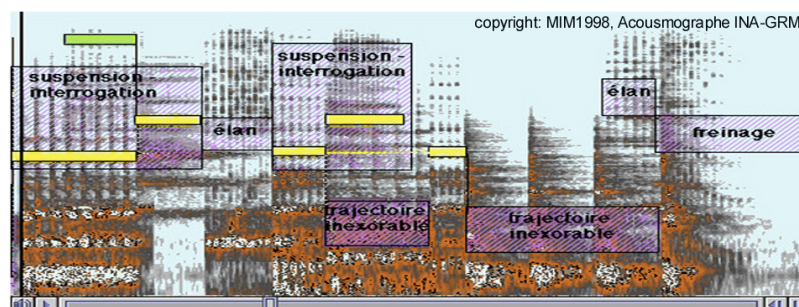 copyright: MIM1998, Acousmographe INA-GRM
suspension -
interrogation
suspension -
interrogation
élan
élan
freinage
trajectoire
inexorable
trajectoire
inexorable